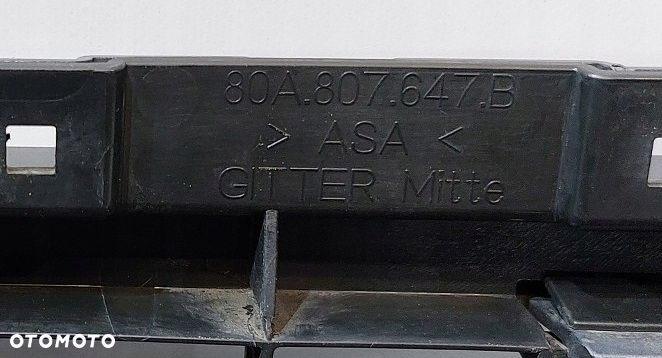 80A.807.647.B
> ASA <
GITTER Mitte
OTOMOTO